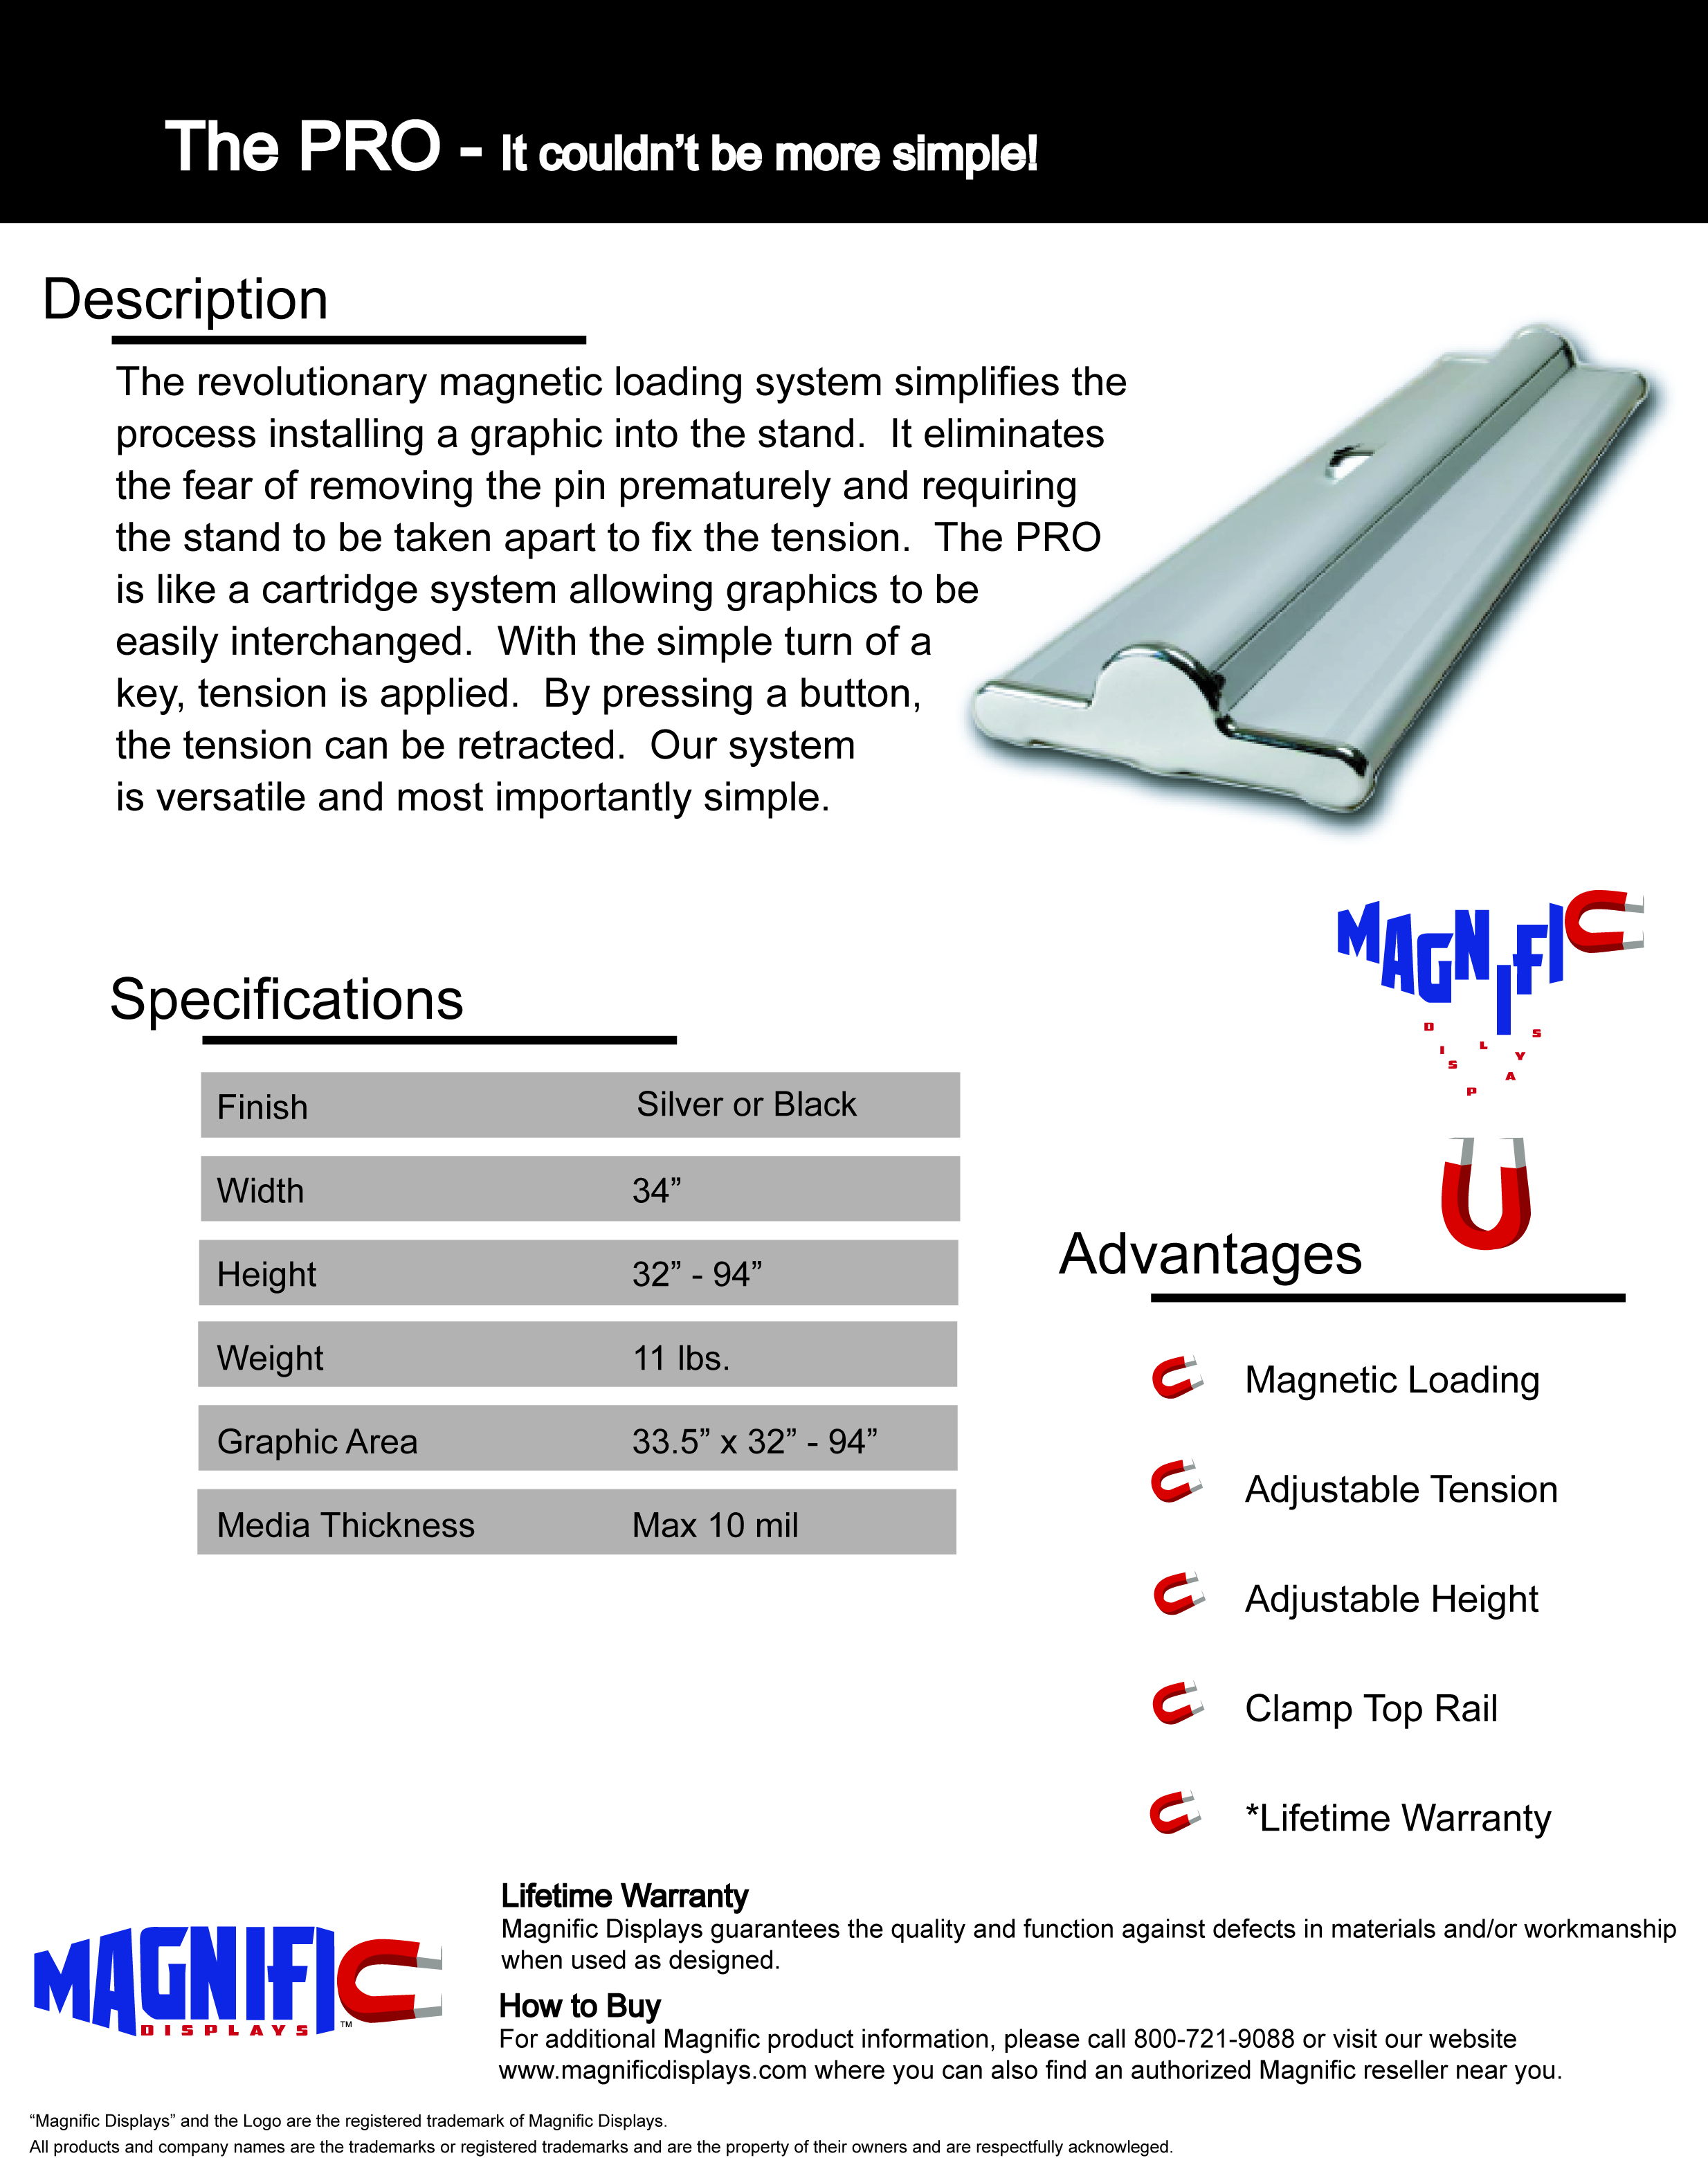 The PRO - It couldn't be more simple!
Description
The revolutionary magnetic loading system simplifies the
process installing a graphic into the stand.  It eliminates
the fear of removing the pin prematurely and requiring
the stand to be taken apart to fix the tension.  The PRO
is like a cartridge system allowing graphics to be
easily interchanged.  With the simple turn of a
key, tension is applied.  By pressing a button,
the tension can be retracted.  Our system
is versatile and most importantly simple.
MAGNIFIC
DISPLAYS
Specifications
Finish Silver or Black
Width 34”
Height 32” - 94”
Weight 11 lbs.
Graphic Area 33.5” x 32” - 94”
Media Thickness Max 10 mil
Advantages
Magnetic Loading
Adjustable Tension
Adjustable Height
Clamp Top Rail
*Lifetime Warranty
MAGNIFIC
DISPLAYS ™
Lifetime Warranty
Magnific Displays guarantees the quality and function against defects in materials and/or workmanship
when used as designed.
How to Buy
For additional Magnific product information, please call 800-721-9088 or visit our website
www.magnificdisplays.com where you can also find an authorized Magnific reseller near you.
“Magnific Displays” and the Logo are the registered trademark of Magnific Displays.
All products and company names are the trademarks or registered trademarks and are the property of their owners and are respectfully acknowleged.